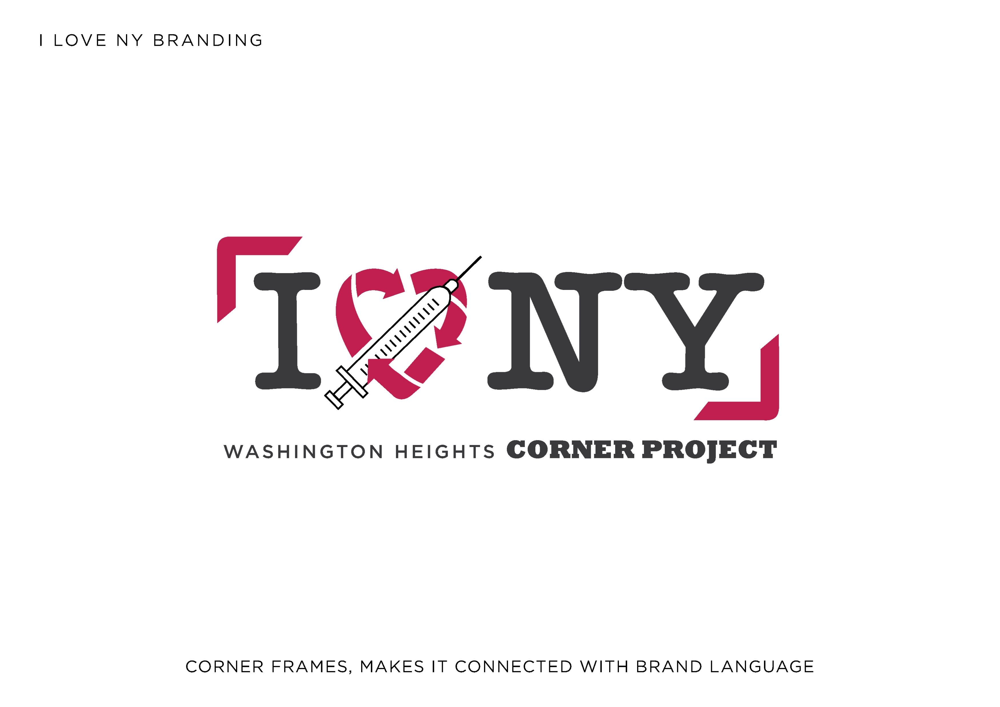 I LOVE NY BRANDING
I NY
WASHINGTON HEIGHTS CORNER PROJECT
CORNER FRAMES, MAKES IT CONNECTED WITH BRAND LANGUAGE